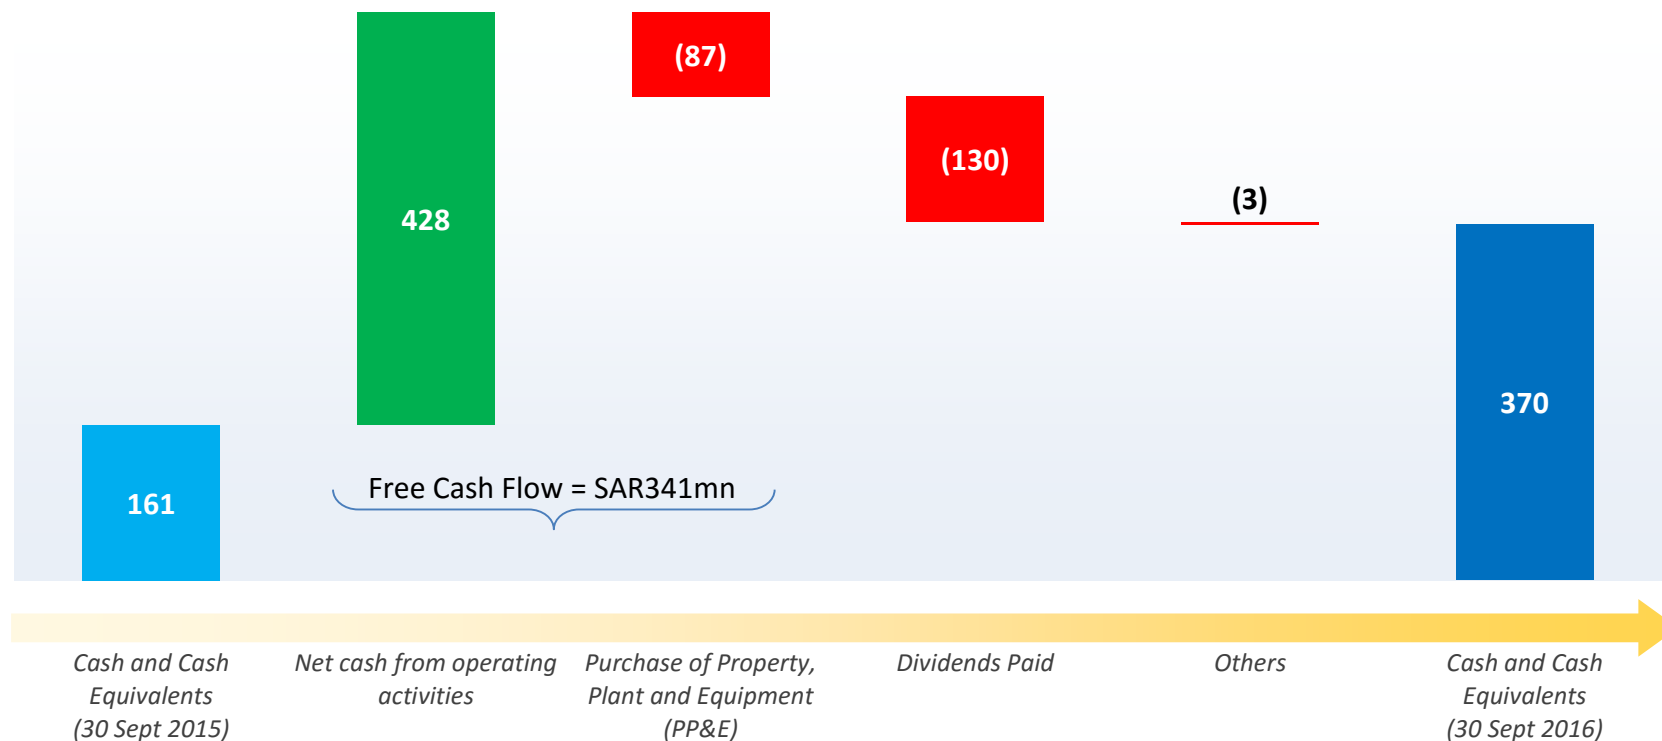 (87)
(130)
(3)
428
370
161
Free Cash Flow = SAR341mn
Cash and Cash
Equivalents
(30 Sept 2015)
Net cash from operating
activities
Purchase of Property,
Plant and Equipment
(PP&E)
Dividends Paid
Others
Cash and Cash
Equivalents
(30 Sept 2016)